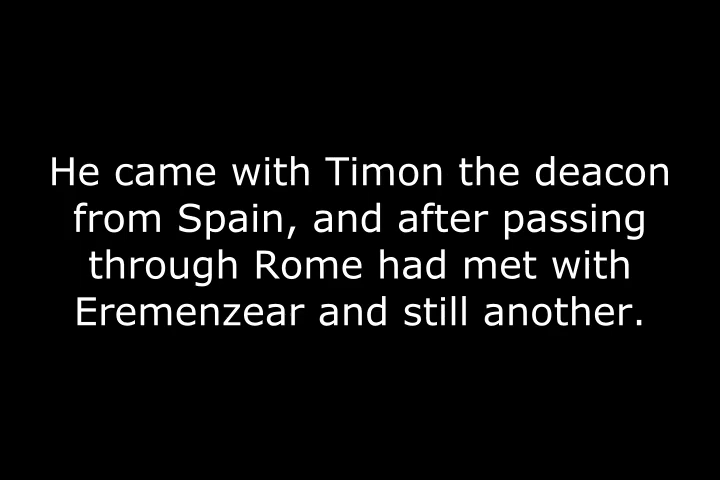 He came with Timon the deacon
from Spain, and after passing
through Rome had met with
Eremenzear and still another.